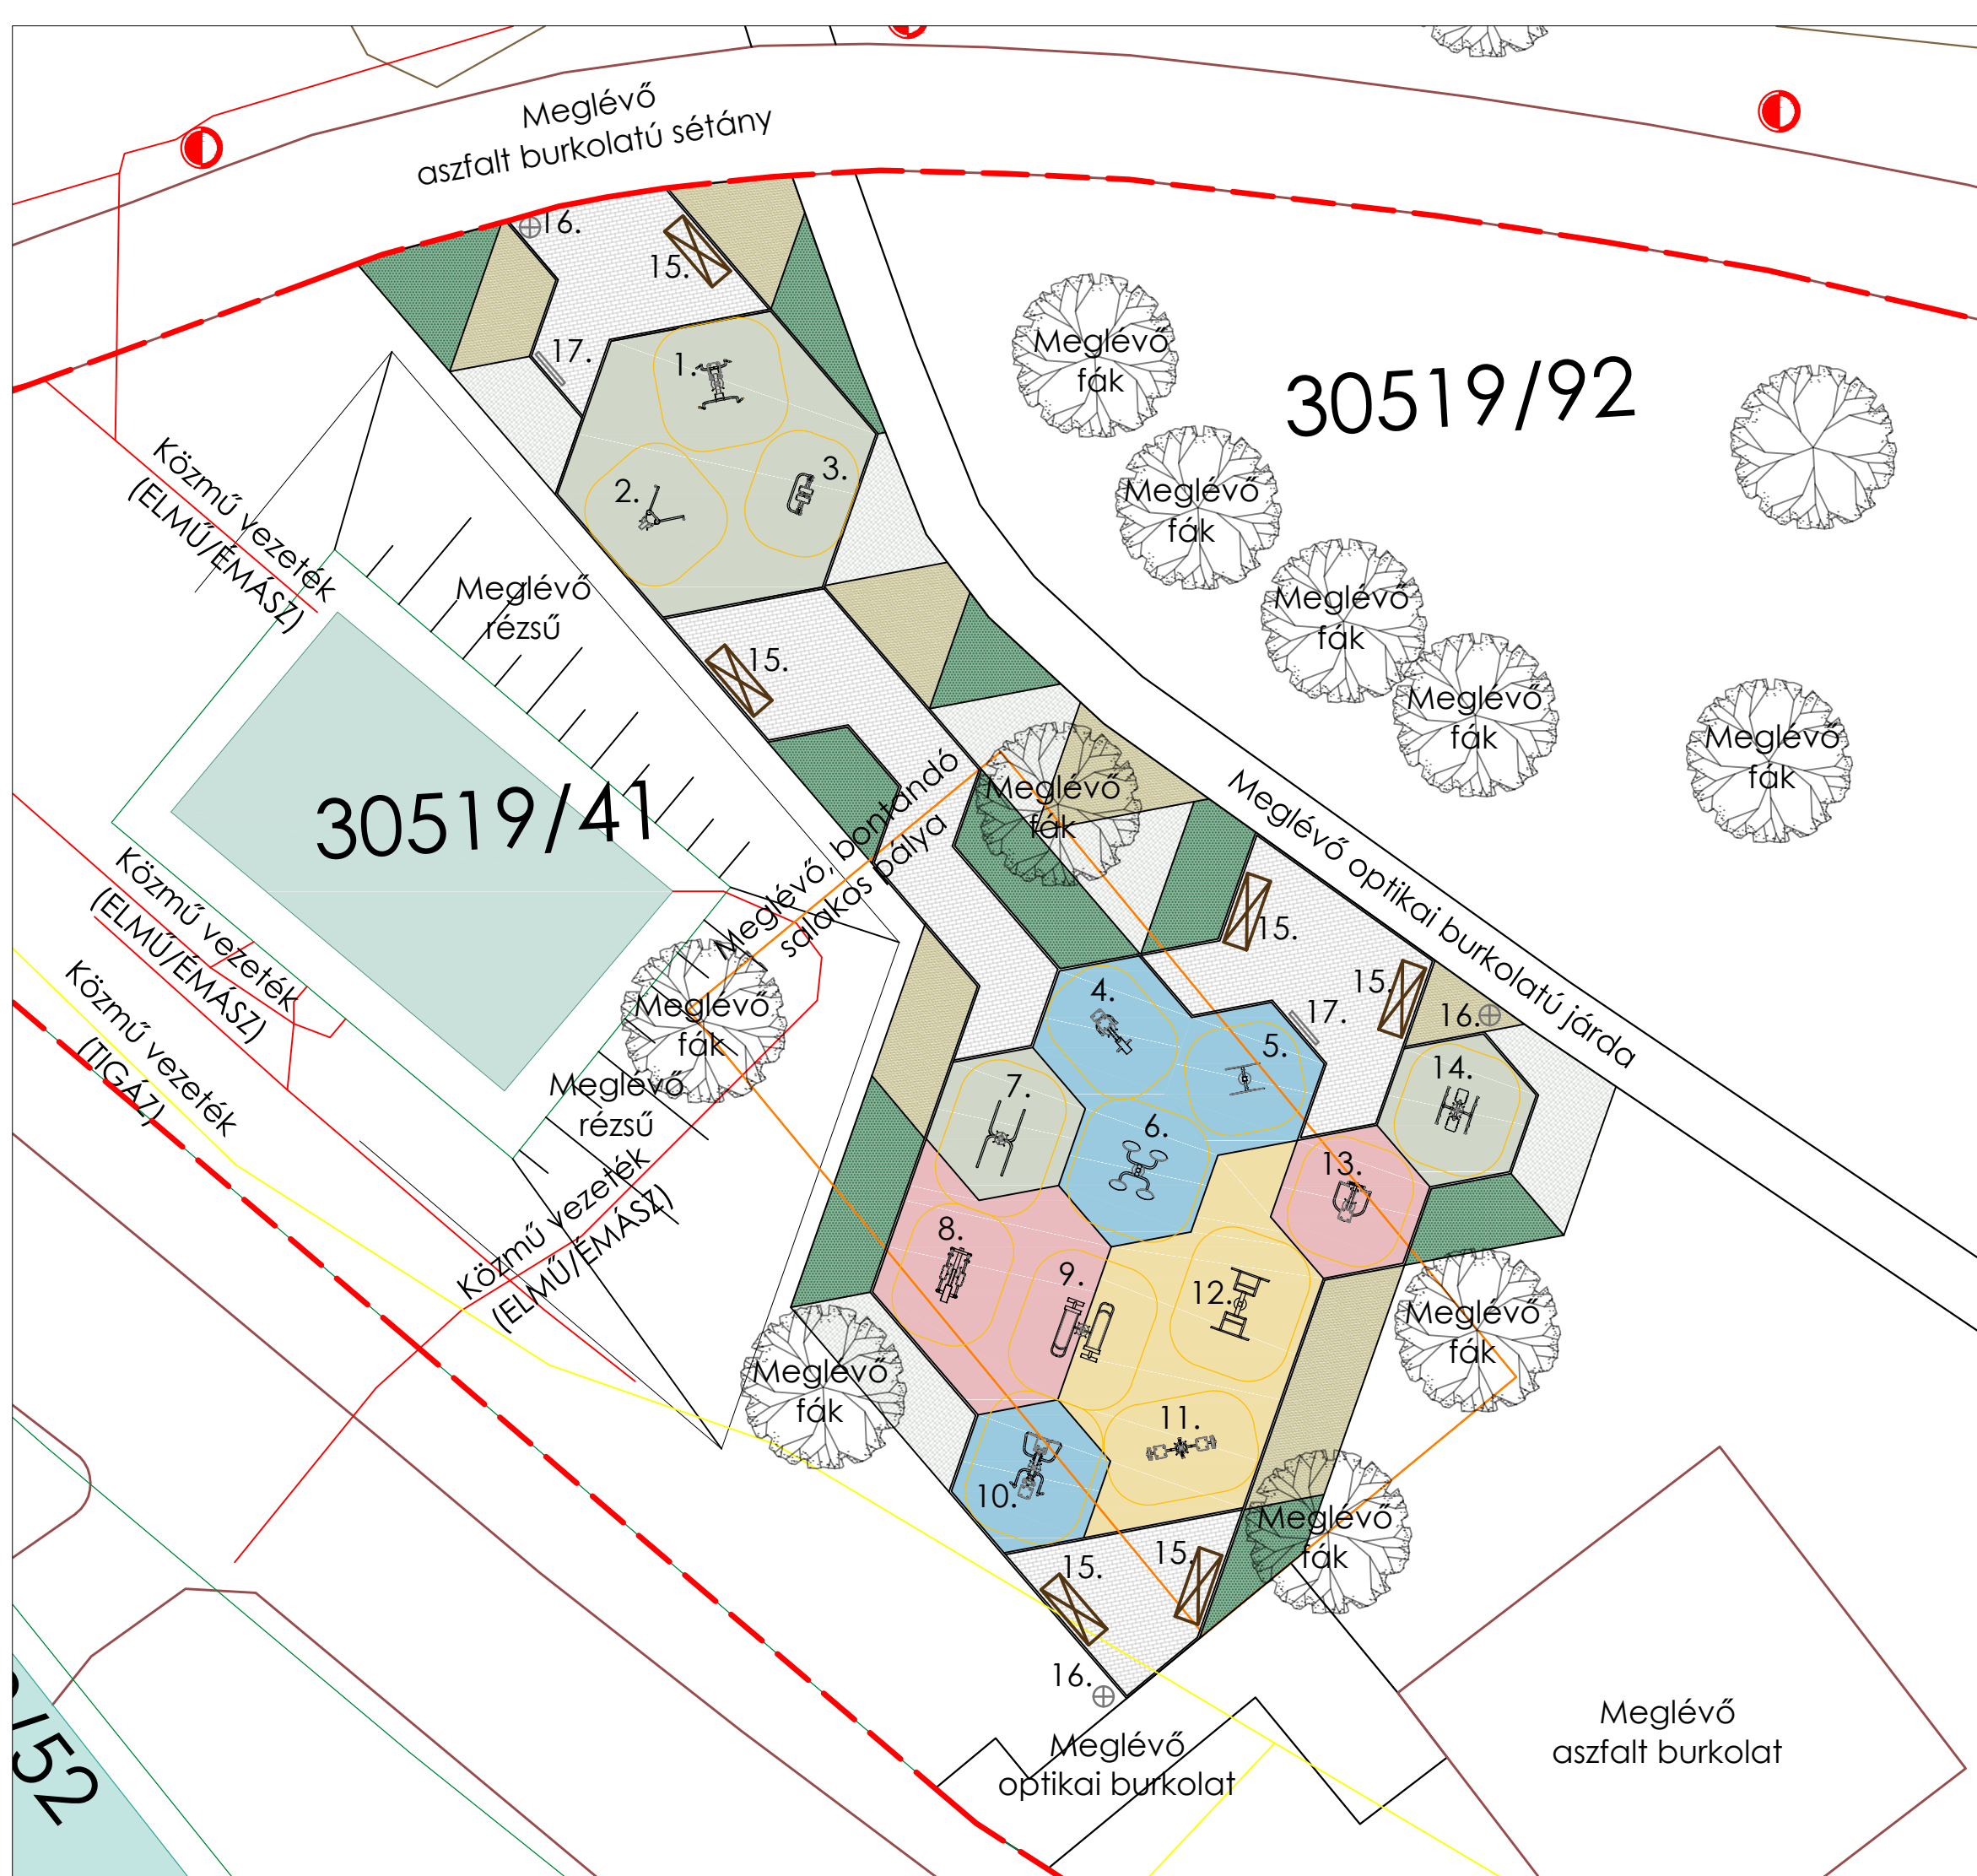 Meglévő
aszfalt burkolatú sétány
16.
15.
17.
1.
2.
3.
Meglévő
fák
30519/92
Meglévő
fák
Meglévő
fák
Meglévő
fák
Meglévő
fák
Közmű vezeték
(ELMŰ/ÉMÁSZ)
Meglévő
rézsű
15.
30519/41
Meglévő, bontandó
salakos pálya
Meglévő
fák
Meglévő optikai burkolatú járda
15.
15.
16.
17.
Közmű vezeték
(ELMŰ/ÉMÁSZ)
Közmű vezeték
(TIGÁZ)
Meglévő
fák
Meglévő
rézsű
Közmű vezeték
(ELMŰ/ÉMÁSZ)
4.
5.
6.
7.
8.
9.
10.
11.
12.
13.
14.
Meglévő
fák
Meglévő
fák
Meglévő
fák
15.
15.
16.
Meglévő
optikai burkolat
Meglévő
aszfalt burkolat
/52